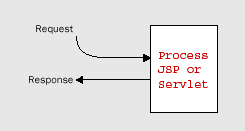 Request
Process
JSP or
Response
servlet